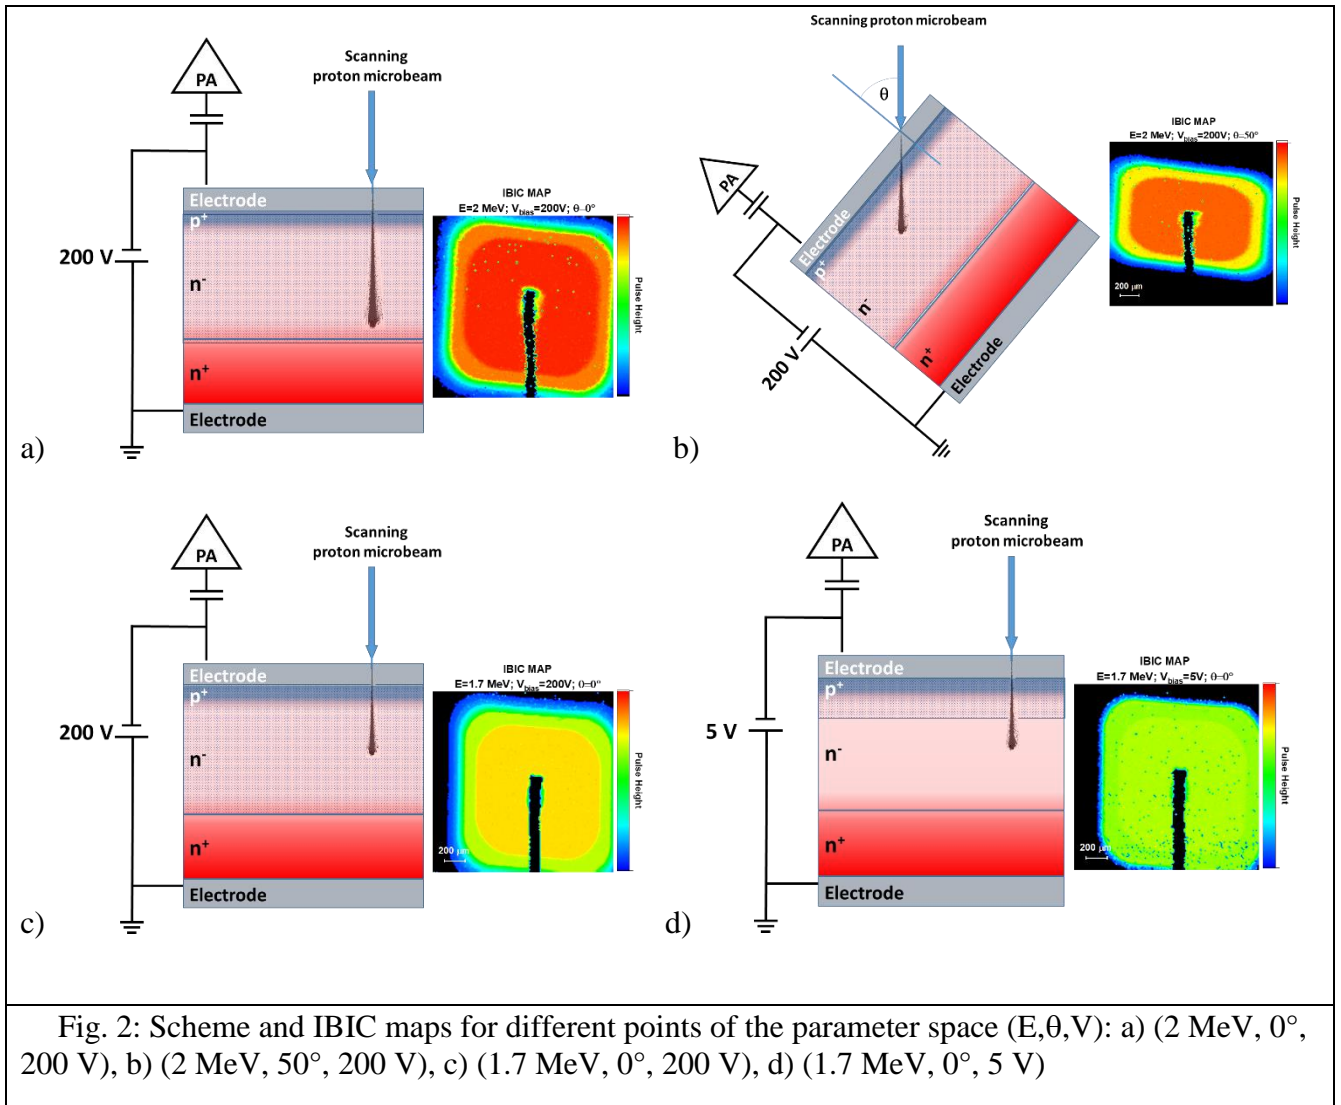 Scanning
proton microbeam
PA
200 V
Electrode
p+
n-
n+
Electrode
IBIC MAP
E=2 MeV; Vbias=200V; θ=0°
Pulse Height
a)
Scanning proton microbeam
θ
PA
200 V
Electrode
p+
n-
n+
Electrode
IBIC MAP
E=2 MeV; Vbias=200V; θ=50°
Pulse Height
200 μm
b)
Scanning
proton microbeam
PA
200 V
Electrode
p+
n-
n+
Electrode
IBIC MAP
E=1.7 MeV; Vbias=200V; θ=0°
Pulse Height
200 μm
c)
Scanning
proton microbeam
PA
5 V
Electrode
p+
n-
n+
Electrode
IBIC MAP
E=1.7 MeV; Vbias=5V; θ=0°
Pulse Height
200 μm
d)
Fig. 2: Scheme and IBIC maps for different points of the parameter space (E,θ,V): a) (2 MeV, 0°,
200 V), b) (2 MeV, 50°, 200 V), c) (1.7 MeV, 0°, 200 V), d) (1.7 MeV, 0°, 5 V)